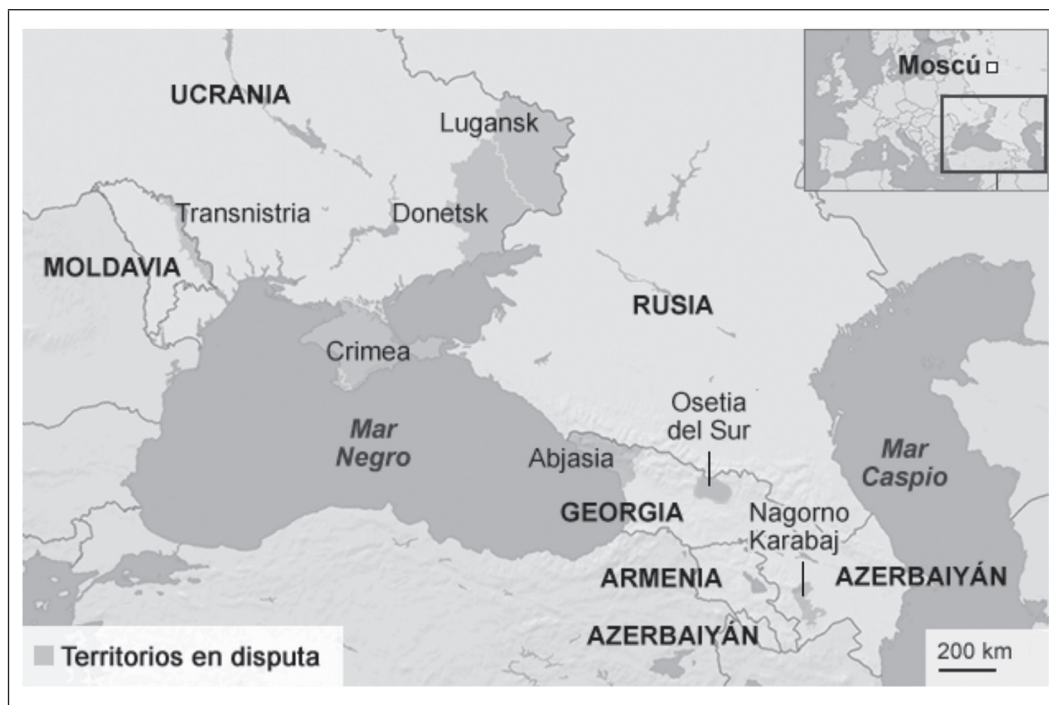 Moscú
UCRANIA
Lugansk
Transnistria
Donetsk
MOLDAVIA
RUSIA
Crimea
Osetia
del Sur
Mar
Negro
Mar
Caspio
Abjasia
GEORGIA
Nagorno
Karabaj
ARMENIA
AZERBAIYÁN
AZERBAIYÁN
Territorios en disputa
200 km